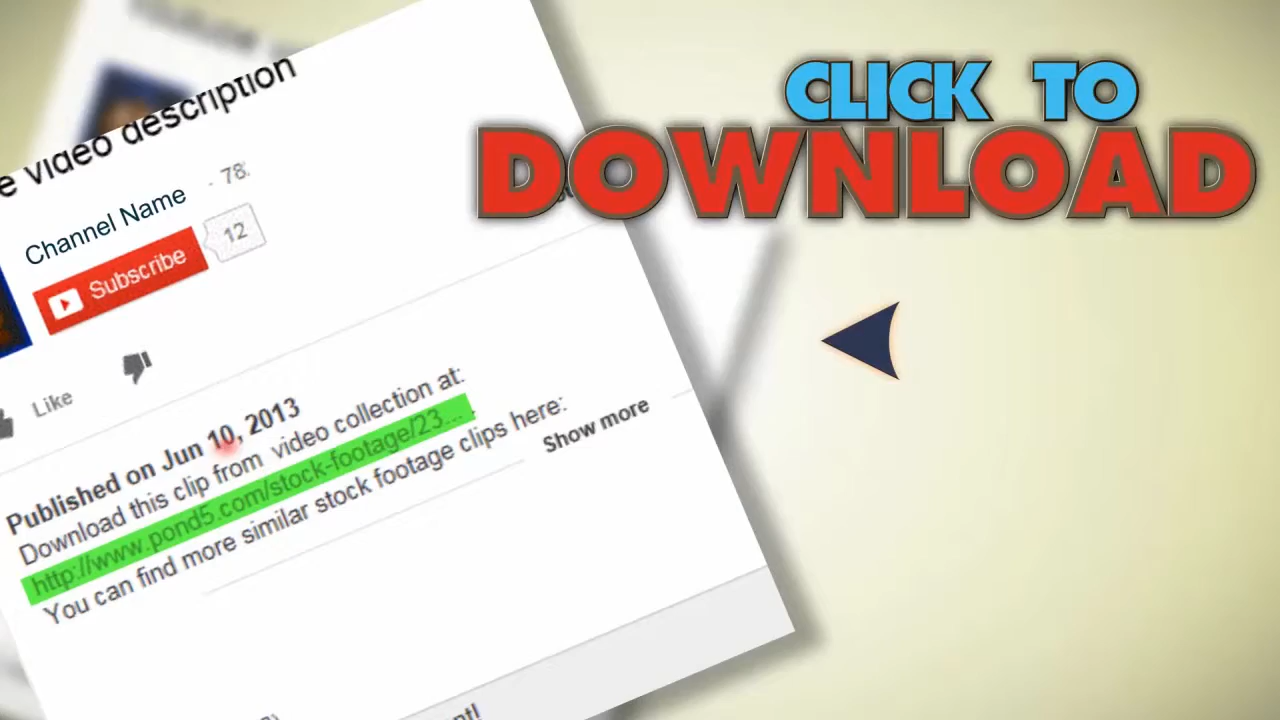 CLICK TO
DOWNLOAD
e video description
Channel Name
78
Subscribe
12
Like
Published on Jun 10, 2013
Download this clip from video collection at:
http://www.pond5.com/stock-footage/23...
You can find more similar stock footage clips here:
Show more